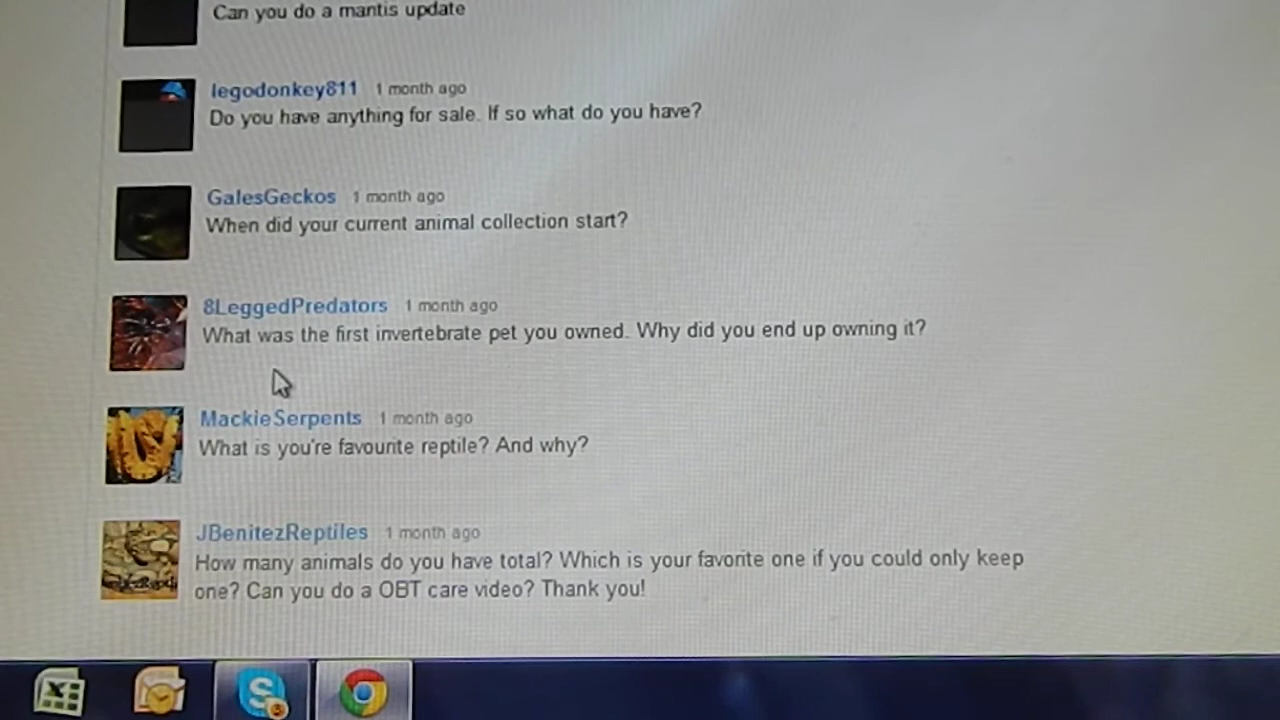 Can you do a mantis update
legodonkey811 1 month ago
Do you have anything for sale. If so what do you have?
GalesGeckos 1 month ago
When did your current animal collection start?
8LeggedPredators 1 month ago
What was the first invertebrate pet you owned. Why did you end up owning it?
MackieSerpents 1 month ago
What is you're favourite reptile? And why?
JBenitezReptiles 1 month ago
How many animals do you have total? Which is your favorite one if you could only keep
one? Can you do a OBT care video? Thank you!